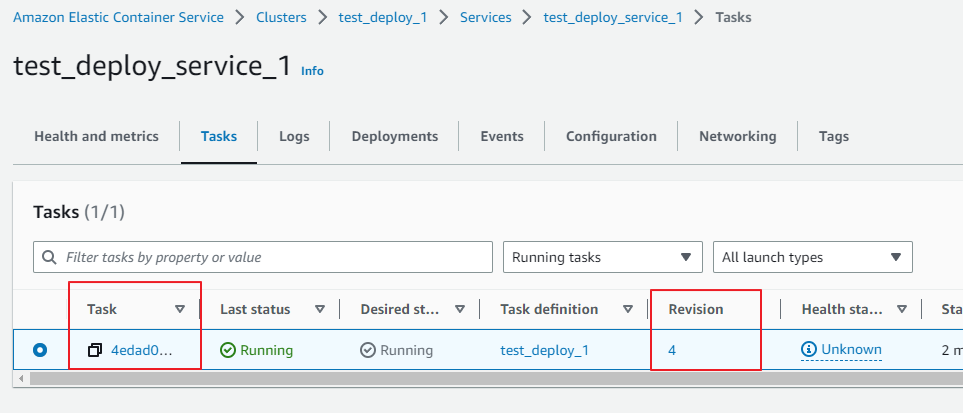 Amazon Elastic Container Service > Clusters > test_deploy_1 > Services > test_deploy_service_1 > Tasks
test_deploy_service_1 Info
Health and metrics Tasks Logs Deployments Events Configuration Networking Tags
Tasks (1/1)
Filter tasks by property or value Running tasks All launch types
Task Last status Desired st... Task definition Revision Health sta... Sta
4edad0... Running Running test_deploy_1 4 Unknown 2 m